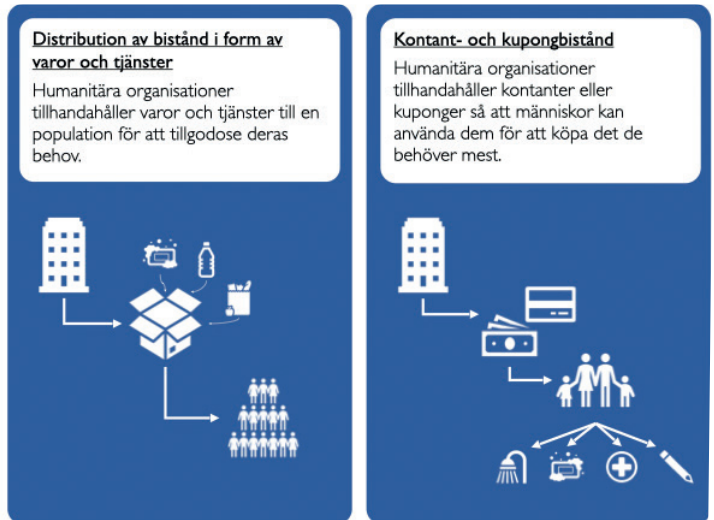 Distribution av bistånd i form av
varor och tjänster
Humanitära organisationer
tillhandahåller varor och tjänster till en
population för att tillgodose deras
behov.
Kontant- och kupongbistånd
Humanitära organisationer
tillhandahåller kontanter eller
kuponger så att människor kan
använda dem för att köpa det de
behöver mest.